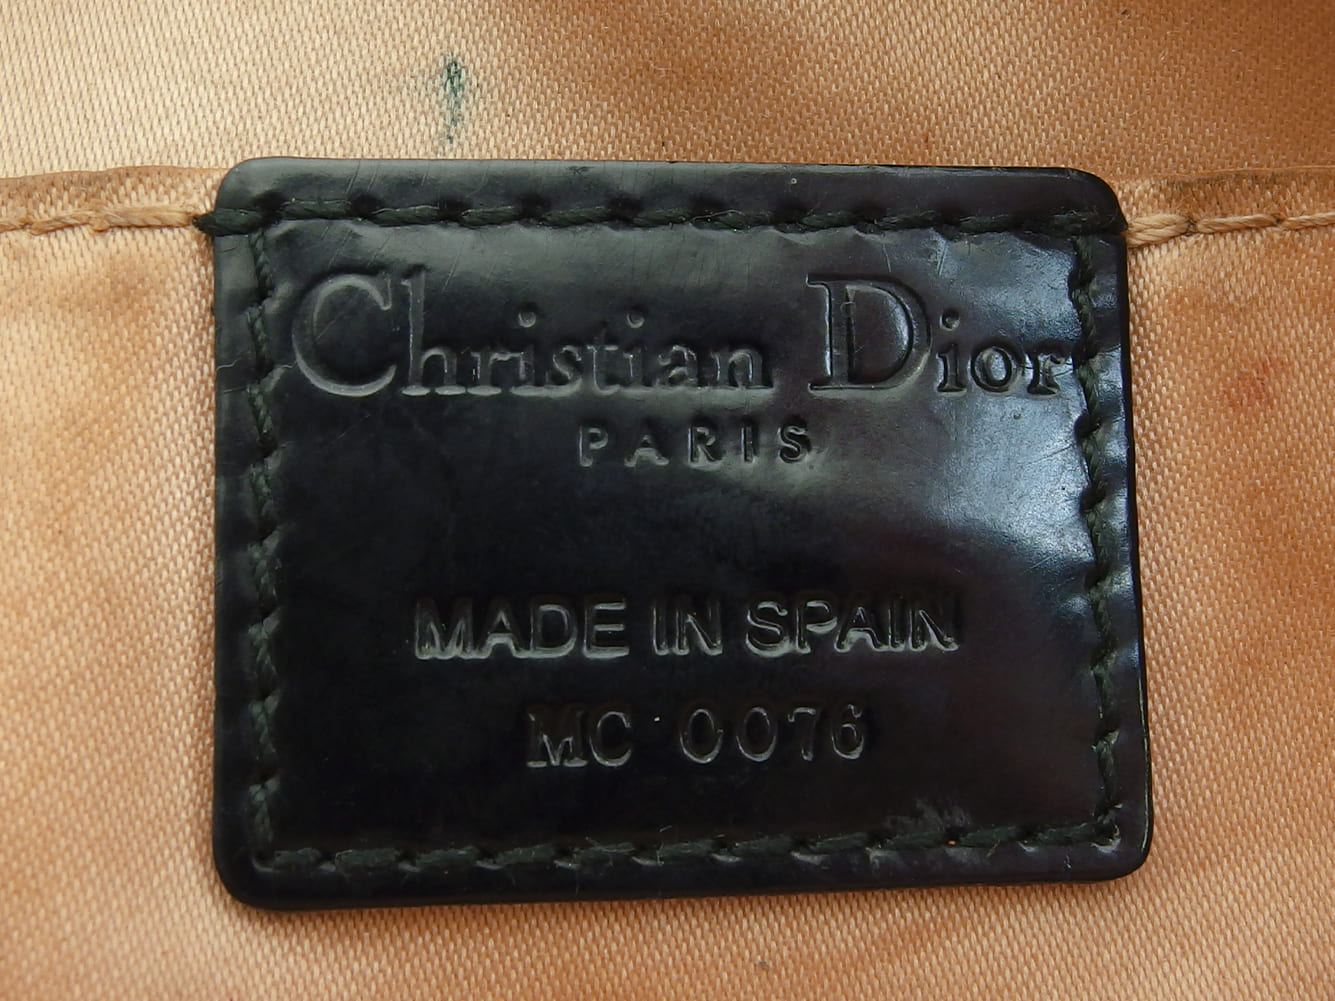 Christian Dior
PARIS
MADE IN SPAIN
MC 0076